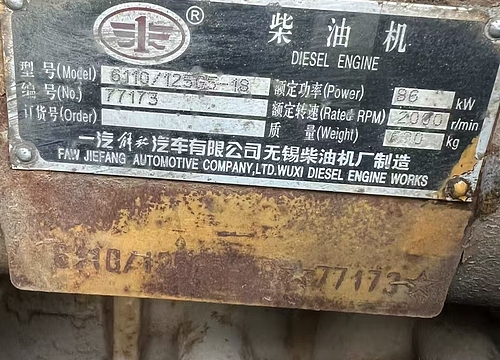 ®
柴油机
DIESEL ENGINE
型号(Model) 6110/125G5-18 额定功率(Power) 96 kW
编号(No.) 77173 额定转速(Rated RPM) 2000 r/min
订货号(Order) 质量(Weight) kg
一汽解放汽车有限公司无锡柴油机厂制造
FAW JIEFANG AUTOMOTIVE COMPANY,LTD.WUXI DIESEL ENGINE WORKS
6110/12 77173